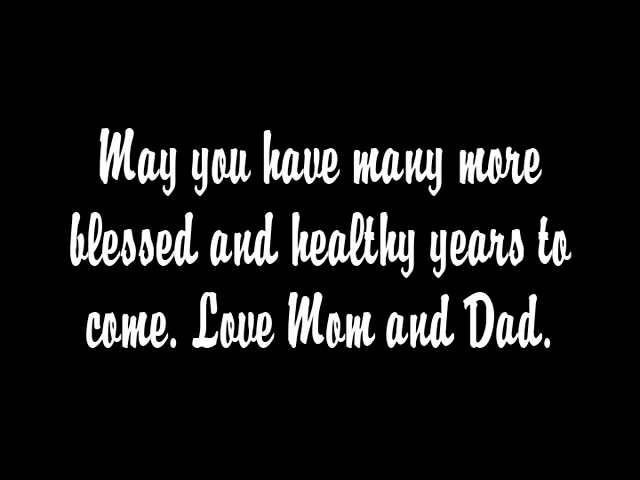 May you have many more
blessed and healthy years to
come. Love Mom and Dad.